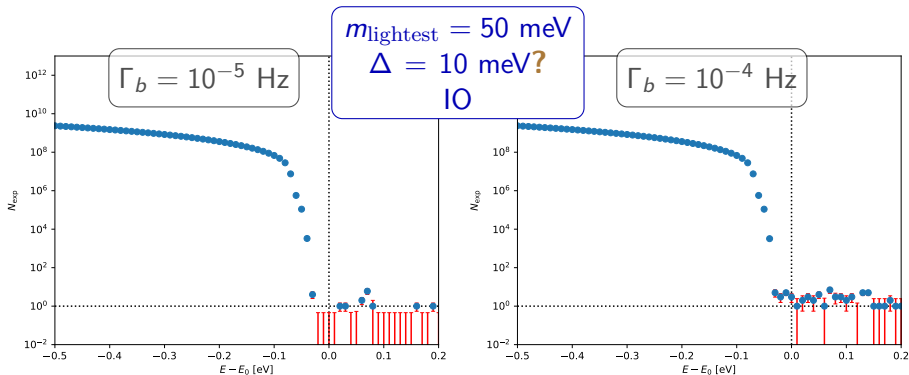 m_lightest = 50 meV
Δ = 10 meV?
IO
Γ_b = 10^−5 Hz
10^12
10^10
10^8
10^6
10^4
10^2
10^0
10^−2
N_exp
−0.5 −0.4 −0.3 −0.2 −0.1 0.0 0.1 0.2
E − E_0 [eV]
Γ_b = 10^−4 Hz
10^12
10^10
10^8
10^6
10^4
10^2
10^0
10^−2
N_exp
−0.5 −0.4 −0.3 −0.2 −0.1 0.0 0.1 0.2
E − E_0 [eV]